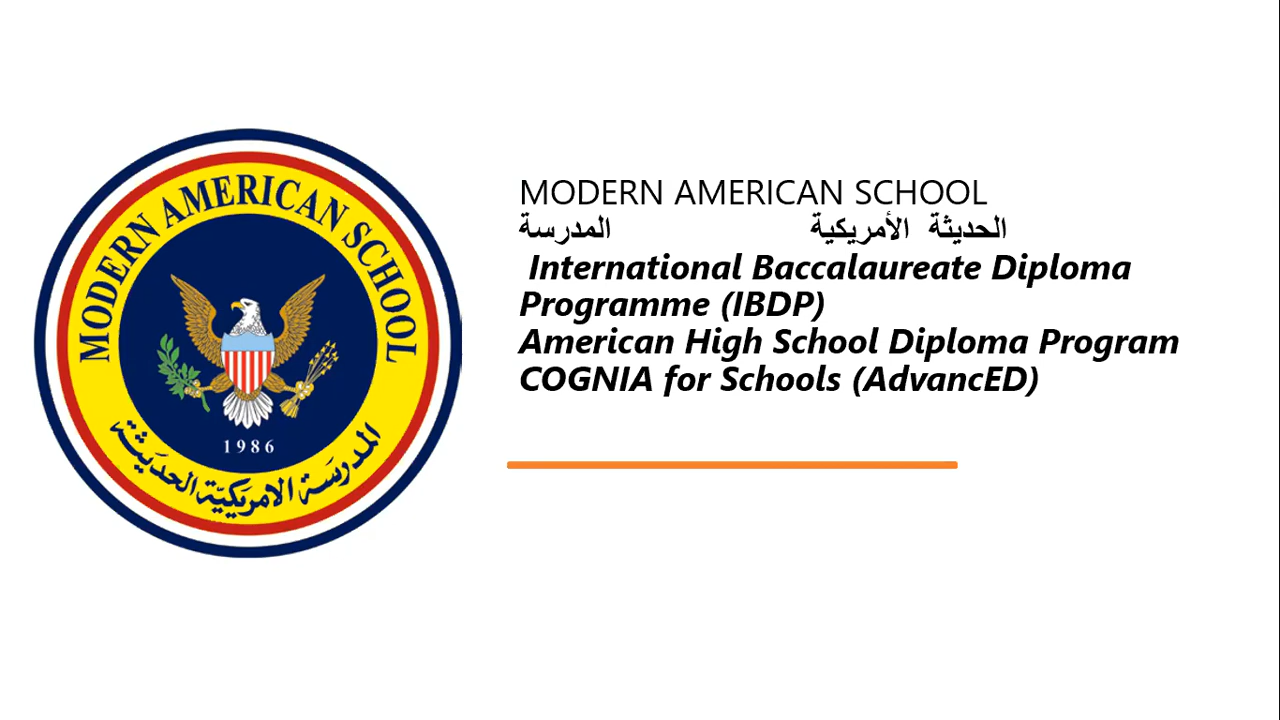 MODERN AMERICAN SCHOOL
1986
المدرسة الامريكية الحديثة
MODERN AMERICAN SCHOOL
المدرسة الأمريكية الحديثة
International Baccalaureate Diploma
Programme (IBDP)
American High School Diploma Program
COGNIA for Schools (AdvancED)